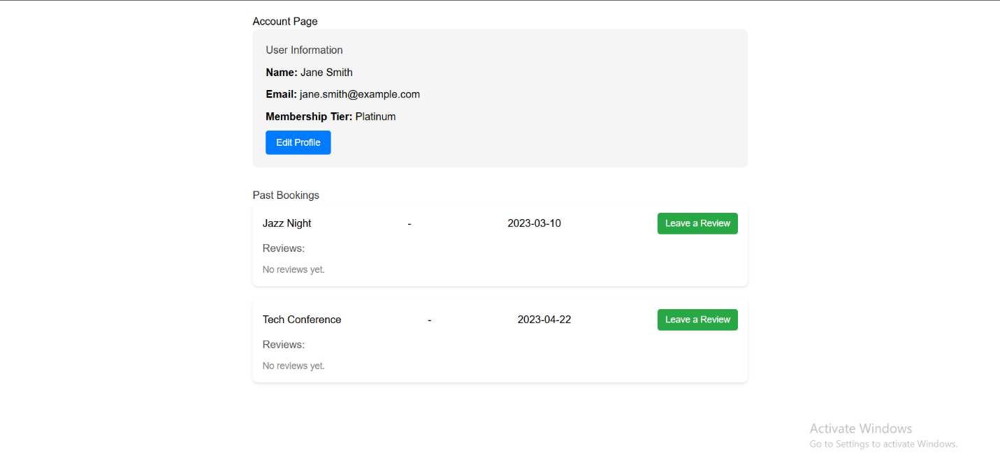 Account Page
User Information
Name: Jane Smith
Email: jane.smith@example.com
Membership Tier: Platinum
Edit Profile
Past Bookings
Jazz Night - 2023-03-10 Leave a Review
Reviews:
No reviews yet.
Tech Conference - 2023-04-22 Leave a Review
Reviews:
No reviews yet.
Activate Windows
Go to Settings to activate Windows.